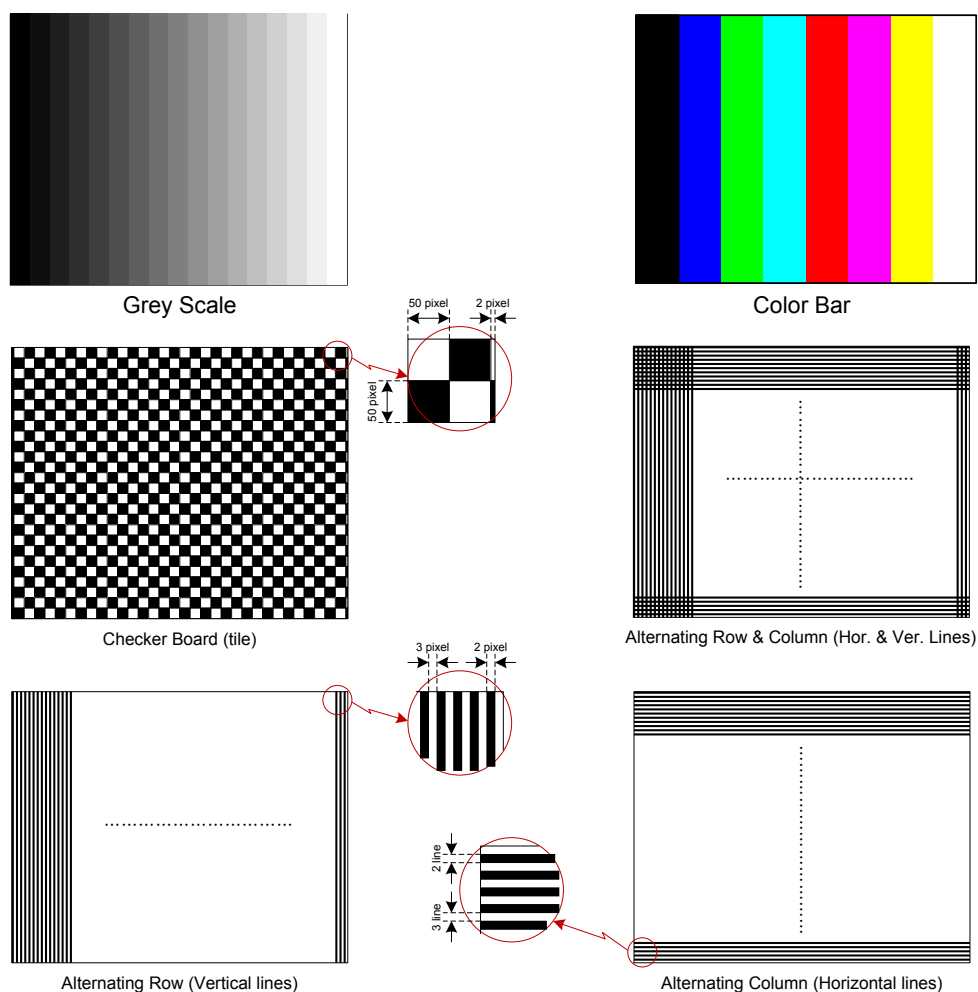 Grey Scale
Color Bar
50 pixel
2 pixel
50 pixel
Checker Board (tile)
Alternating Row & Column (Hor. & Ver. Lines)
3 pixel
2 pixel
2 line
3 line
Alternating Row (Vertical lines)
Alternating Column (Horizontal lines)